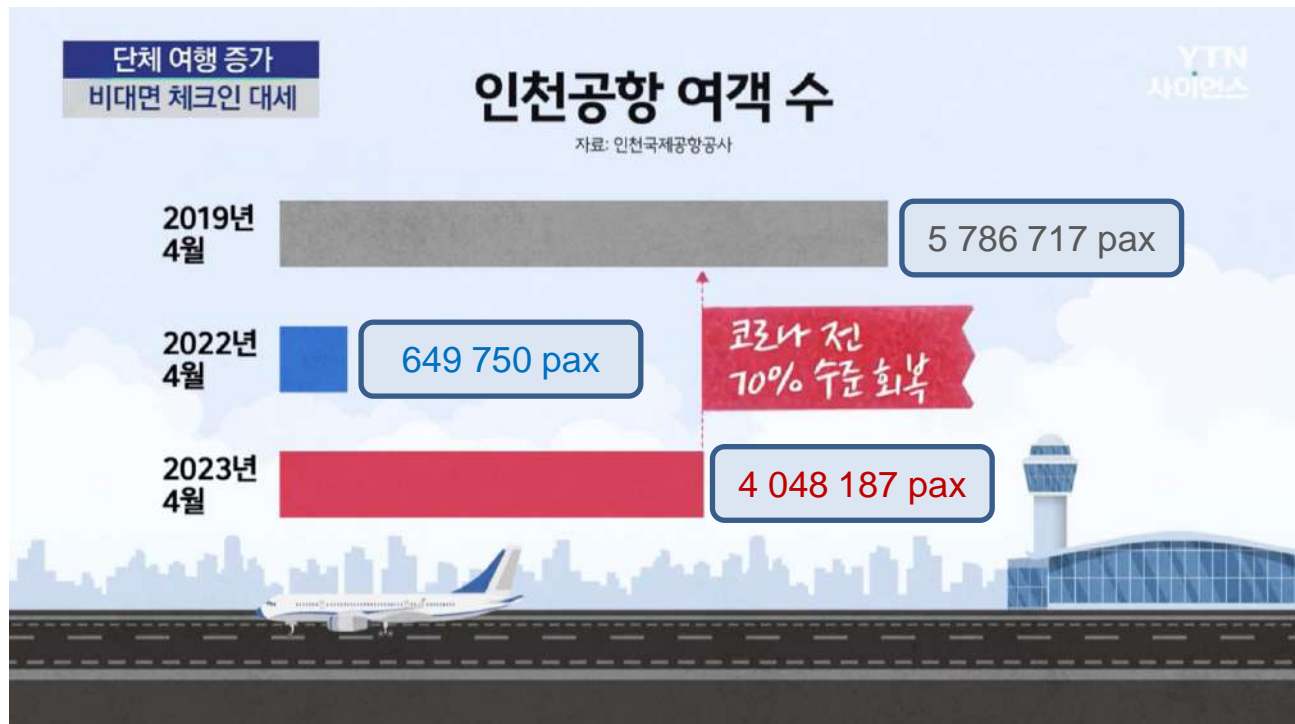 단체 여행 증가
비대면 체크인 대세
YTN
사이언스
인천공항 여객 수
자료: 인천국제공항공사
2019년
4월
5 786 717 pax
2022년
4월
649 750 pax
코로나 전
70% 수준 회복
2023년
4월
4 048 187 pax